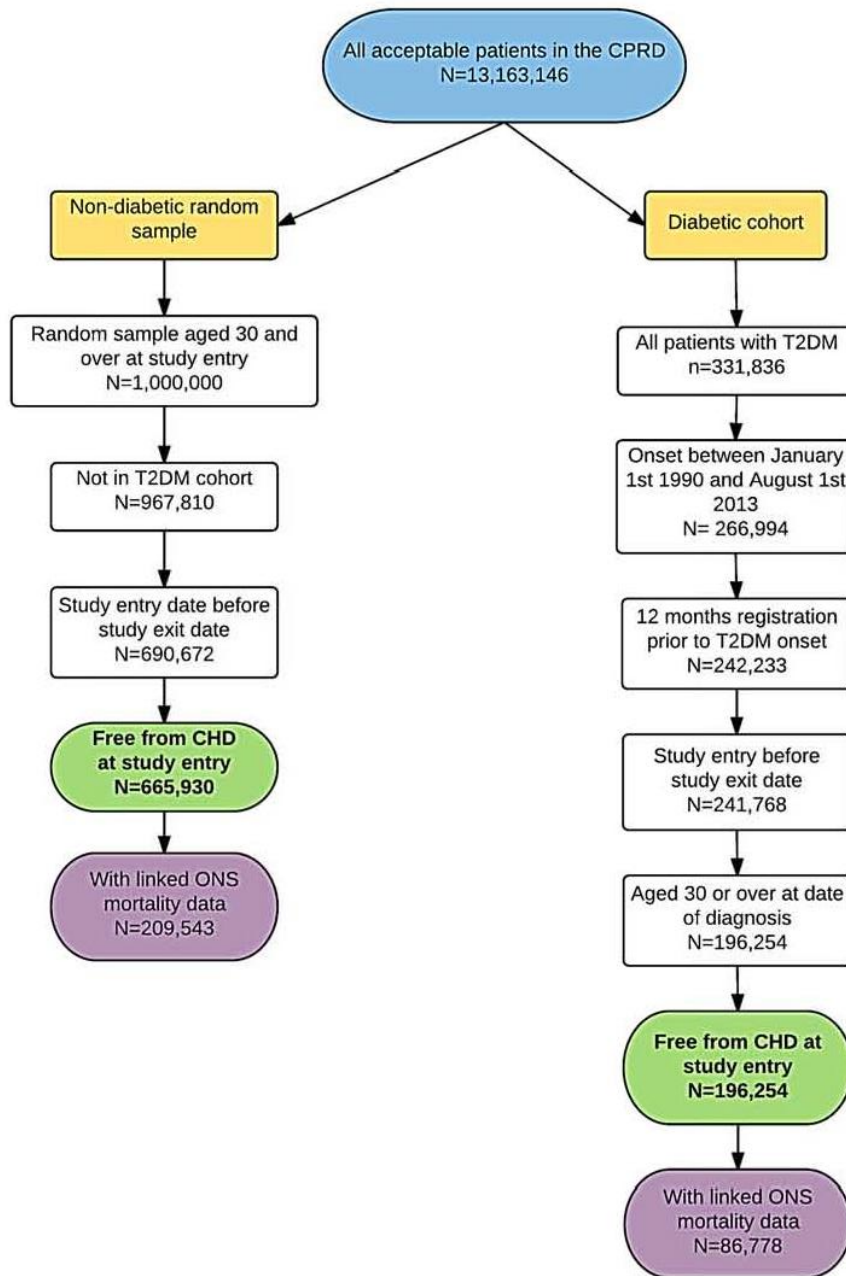 All acceptable patients in the CPRD
N=13,163,146
Non-diabetic random
sample
Random sample aged 30 and
over at study entry
N=1,000,000
Not in T2DM cohort
N=967,810
Study entry date before
study exit date
N=690,672
Free from CHD
at study entry
N=665,930
With linked ONS
mortality data
N=209,543
Diabetic cohort
All patients with T2DM
n=331,836
Onset between January
1st 1990 and August 1st
2013
N= 266,994
12 months registration
prior to T2DM onset
N=242,233
Study entry before
study exit date
N=241,768
Aged 30 or over at date
of diagnosis
N=196,254
Free from CHD at
study entry
N=196,254
With linked ONS
mortality data
N=86,778